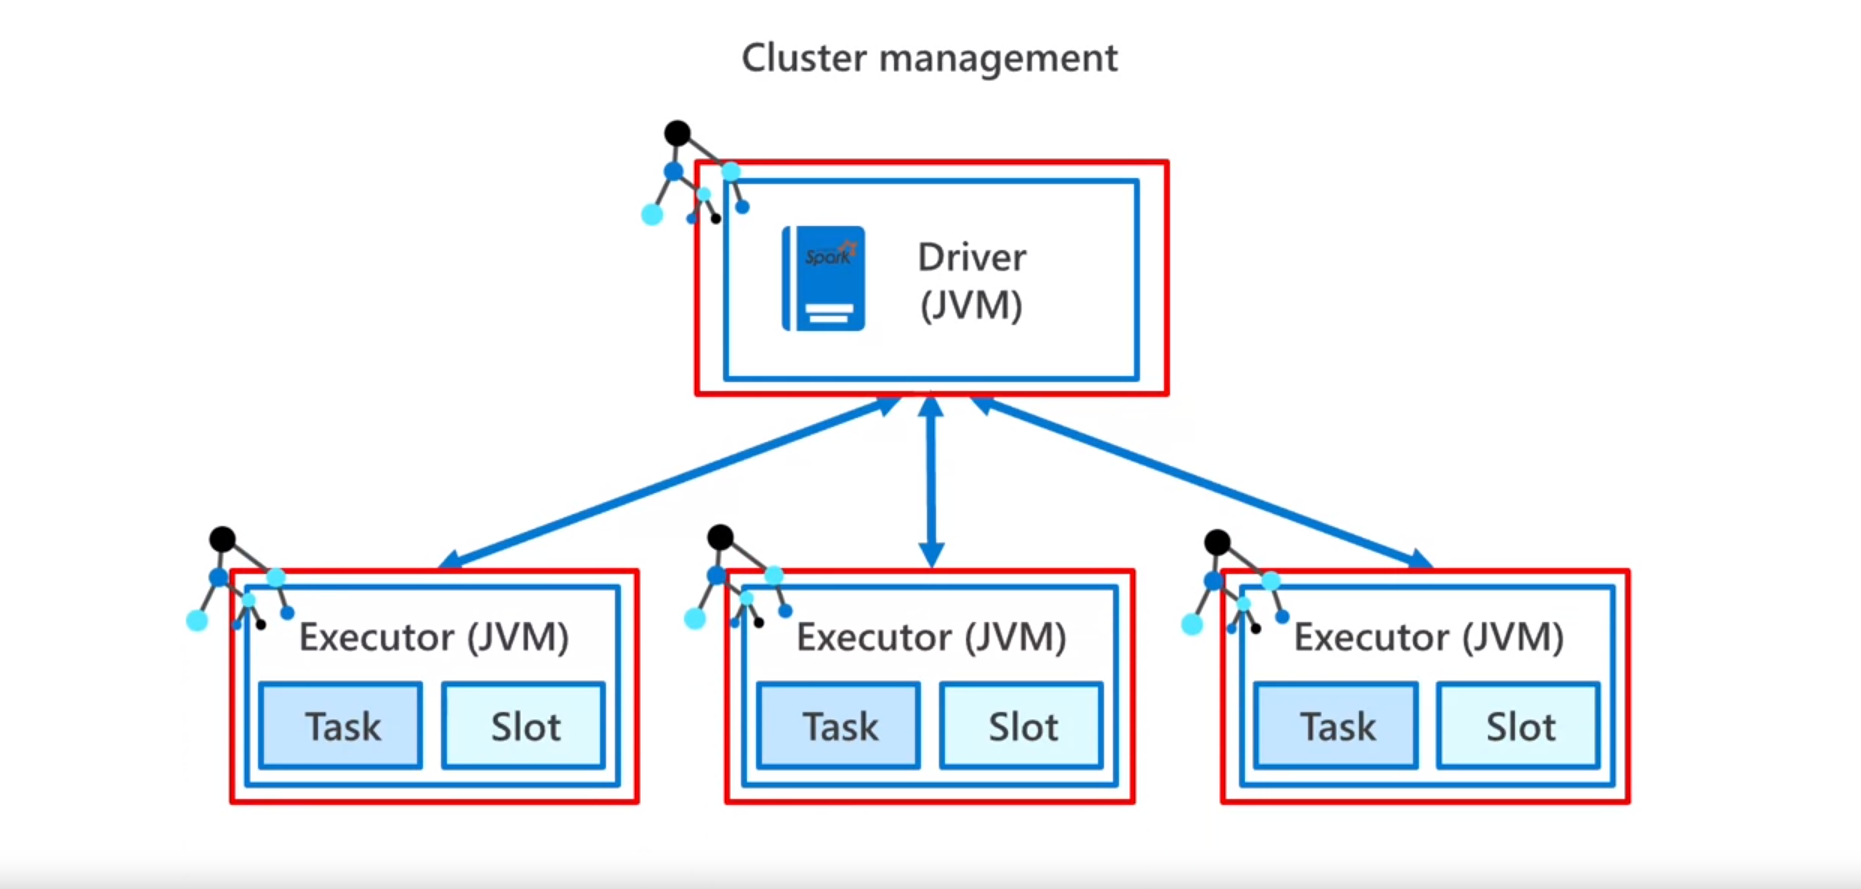 Cluster management
Spark
Driver
(JVM)
Executor (JVM)
Task
Slot
Executor (JVM)
Task
Slot
Executor (JVM)
Task
Slot